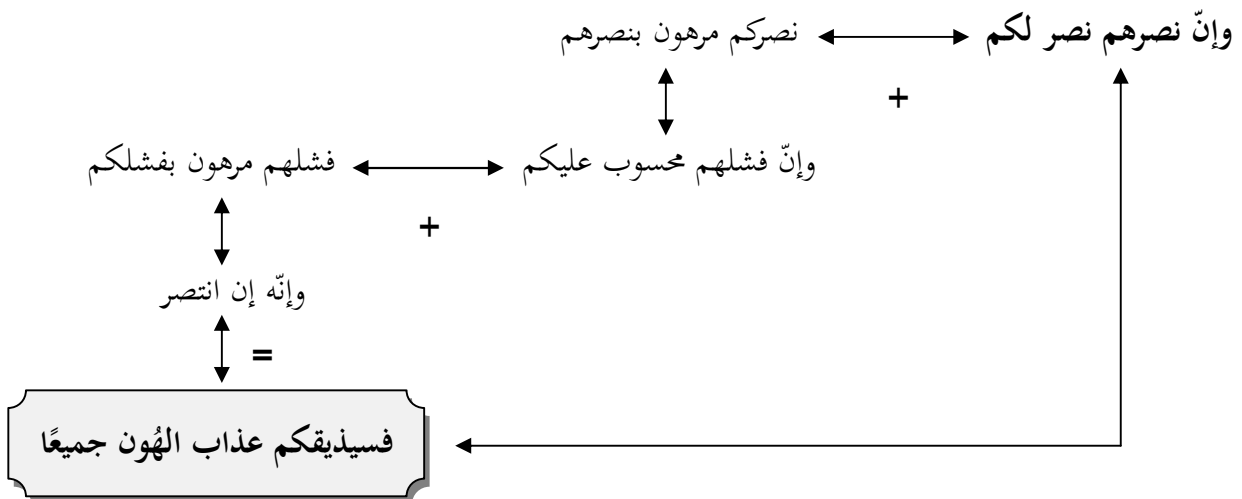 وإنّ نصرهم نصر لكم نصركم مرهون بنصرهم
+
وإنّ فشلهم محسوب عليكم فشلهم مرهون بفشلكم
+
وإنّه إن انتصر
=
فسيذيقكم عذاب الهُون جميعًا